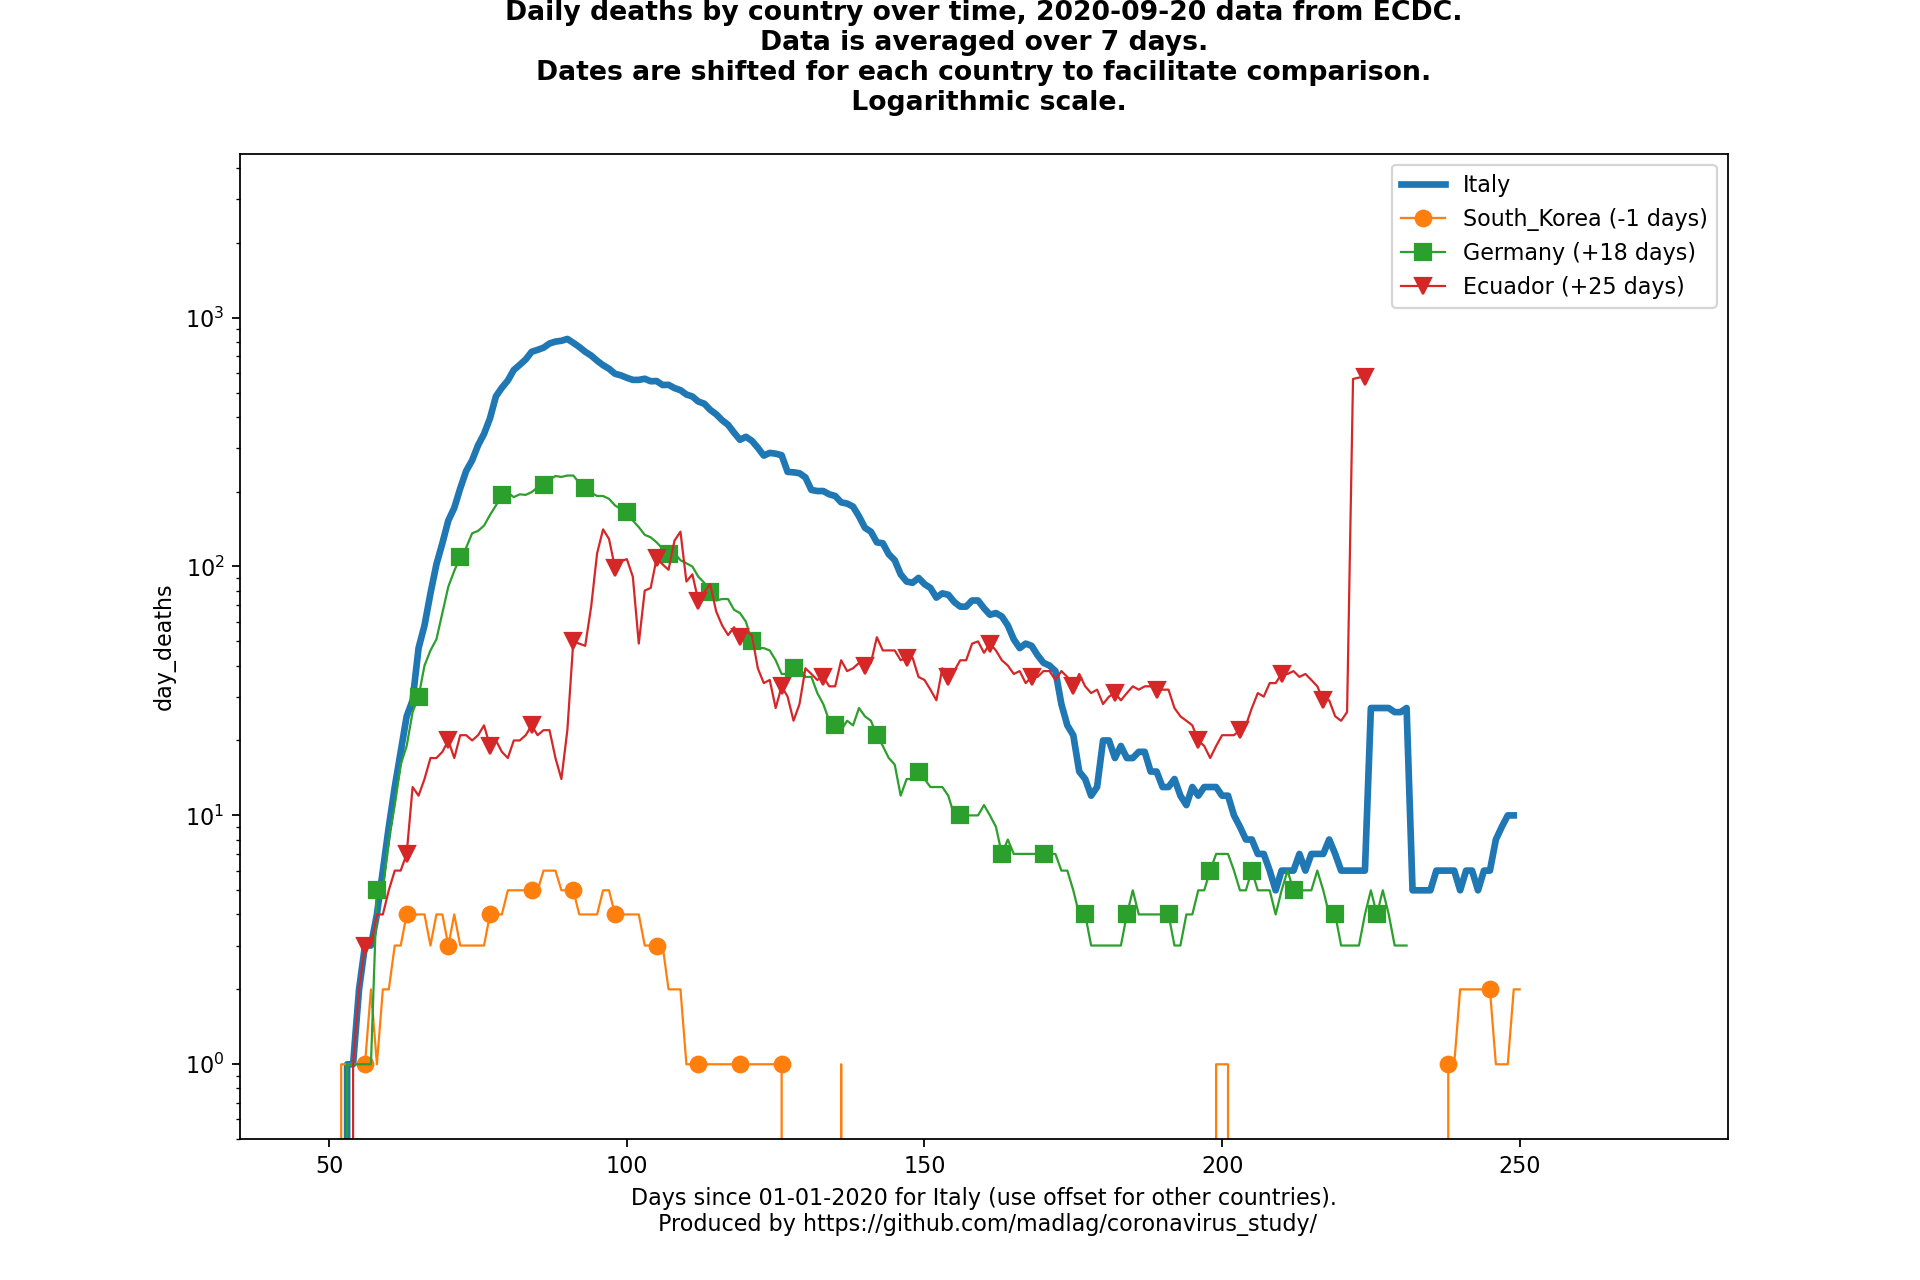 Daily deaths by country over time, 2020-09-20 data from ECDC.
Data is averaged over 7 days.
Dates are shifted for each country to facilitate comparison.
Logarithmic scale.
Italy
South_Korea (-1 days)
Germany (+18 days)
Ecuador (+25 days)
10³
10²
10¹
10⁰
day_deaths
50 100 150 200 250
Days since 01-01-2020 for Italy (use offset for other countries).
Produced by https://github.com/madlag/coronavirus_study/